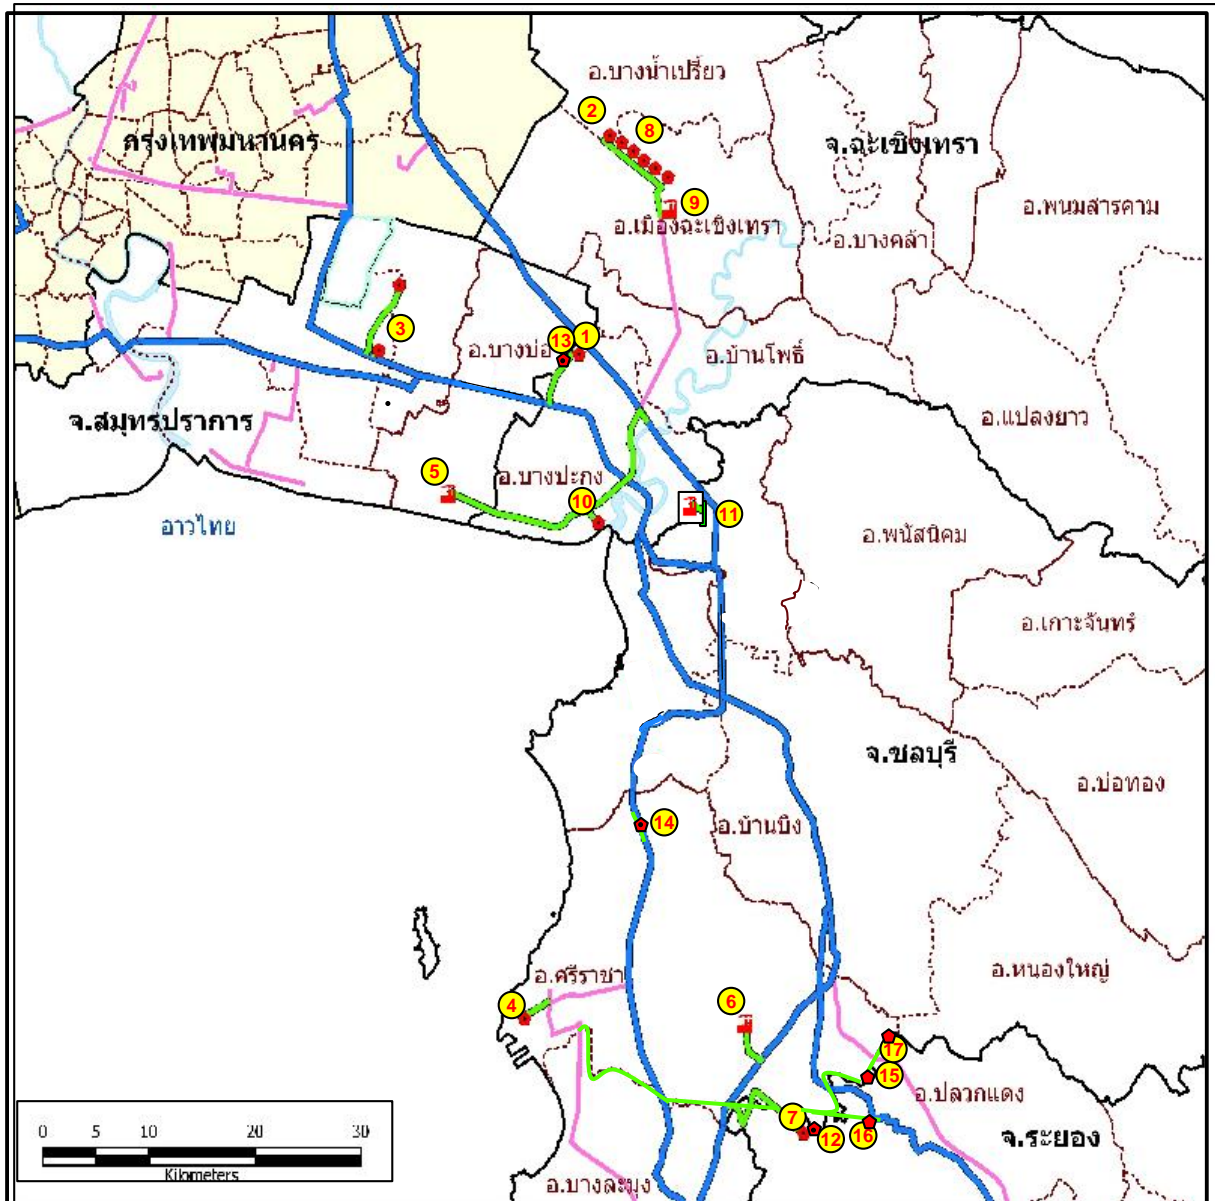 อ.บางน้ำเปรี้ยว
2
8
กรุงเทพมหานคร
จ.ฉะเชิงเทรา
9
อ.พนมสารคาม
อ.เมืองฉะเชิงเทรา
อ.บางคล้า
3
13
1
อ.บางบ่อ
อ.บ้านโพธิ์
จ.สมุทรปราการ
อ.แปลงยาว
5
อ.บางปะกง
10
11
อ่าวไทย
อ.พนัสนิคม
อ.เกาะจันทร์
จ.ชลบุรี
อ.บ่อทอง
14
อ.บ้านบึง
อ.ศรีราชา
อ.หนองใหญ่
4
6
17
15
อ.ปลวกแดง
7
12
16
จ.ระยอง
0 5 10 20 30
Kilometers
อ.บางละมุง